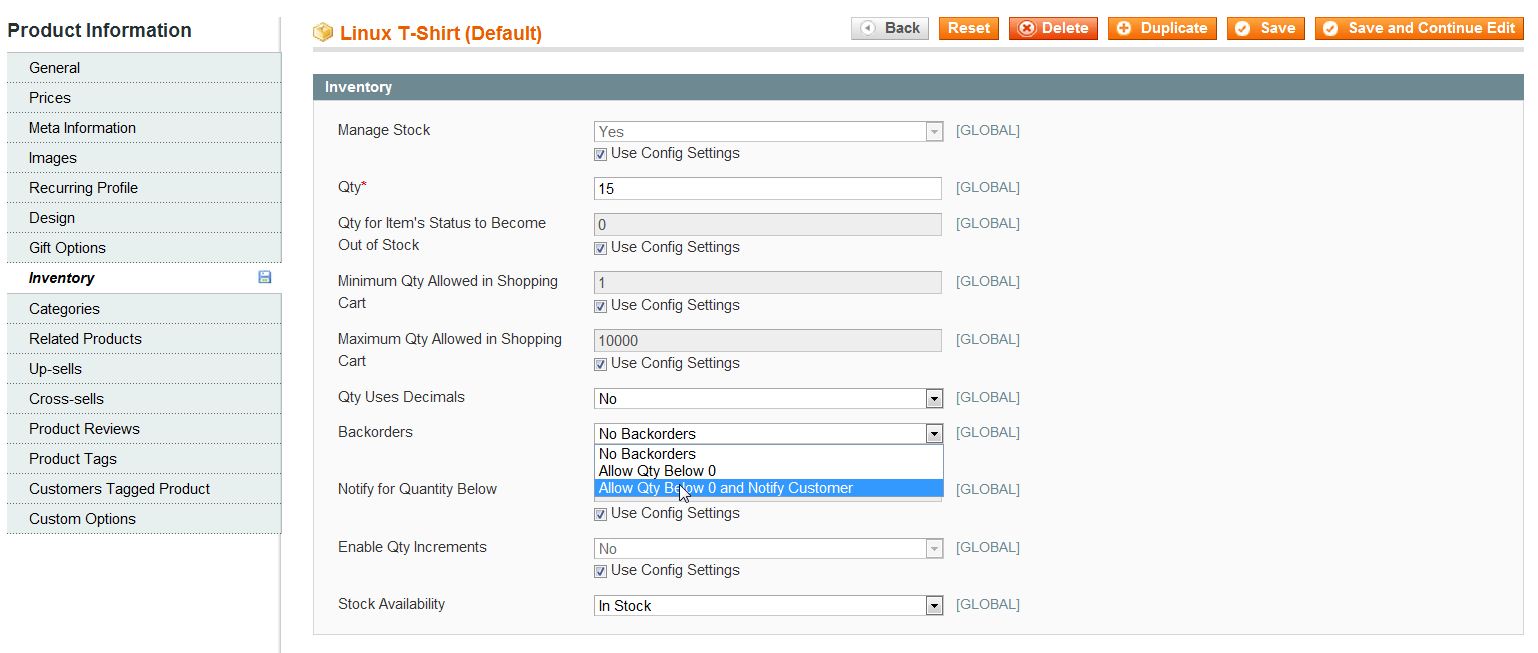 Product Information
General
Prices
Meta Information
Images
Recurring Profile
Design
Gift Options
Inventory
Categories
Related Products
Up-sells
Cross-sells
Product Reviews
Product Tags
Customers Tagged Product
Custom Options
Linux T-Shirt (Default)
Back Reset Delete Duplicate Save Save and Continue Edit
Inventory
Manage Stock Yes [GLOBAL]
Use Config Settings
Qty* 15 [GLOBAL]
Qty for Item's Status to Become 0 [GLOBAL]
Out of Stock Use Config Settings
Minimum Qty Allowed in Shopping 1 [GLOBAL]
Cart Use Config Settings
Maximum Qty Allowed in Shopping 10000 [GLOBAL]
Cart Use Config Settings
Qty Uses Decimals No [GLOBAL]
Backorders No Backorders [GLOBAL]
No Backorders
Allow Qty Below 0
Notify for Quantity Below Allow Qty Below 0 and Notify Customer [GLOBAL]
Use Config Settings
Enable Qty Increments No [GLOBAL]
Use Config Settings
Stock Availability In Stock [GLOBAL]